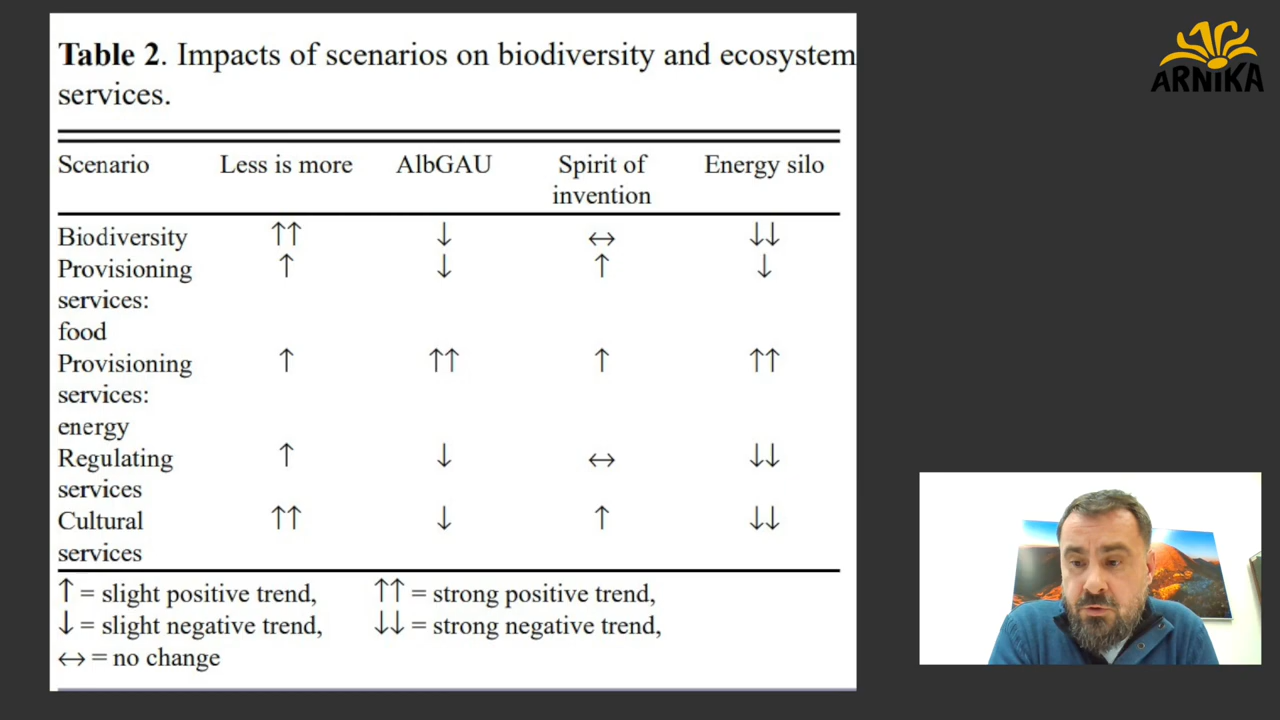 Table 2. Impacts of scenarios on biodiversity and ecosystem
services.
ARNIKA
Scenario Less is more AlbGAU Spirit of invention Energy silo
Biodiversity ↑↑ ↓ ↔ ↓↓
Provisioning ↑ ↓ ↑ ↓
services:
food
Provisioning ↑ ↑↑ ↑ ↑↑
services:
energy
Regulating ↑ ↓ ↔ ↓↓
services
Cultural ↑↑ ↓ ↑ ↓↓
services
↑ = slight positive trend, ↑↑ = strong positive trend,
↓ = slight negative trend, ↓↓ = strong negative trend,
↔ = no change